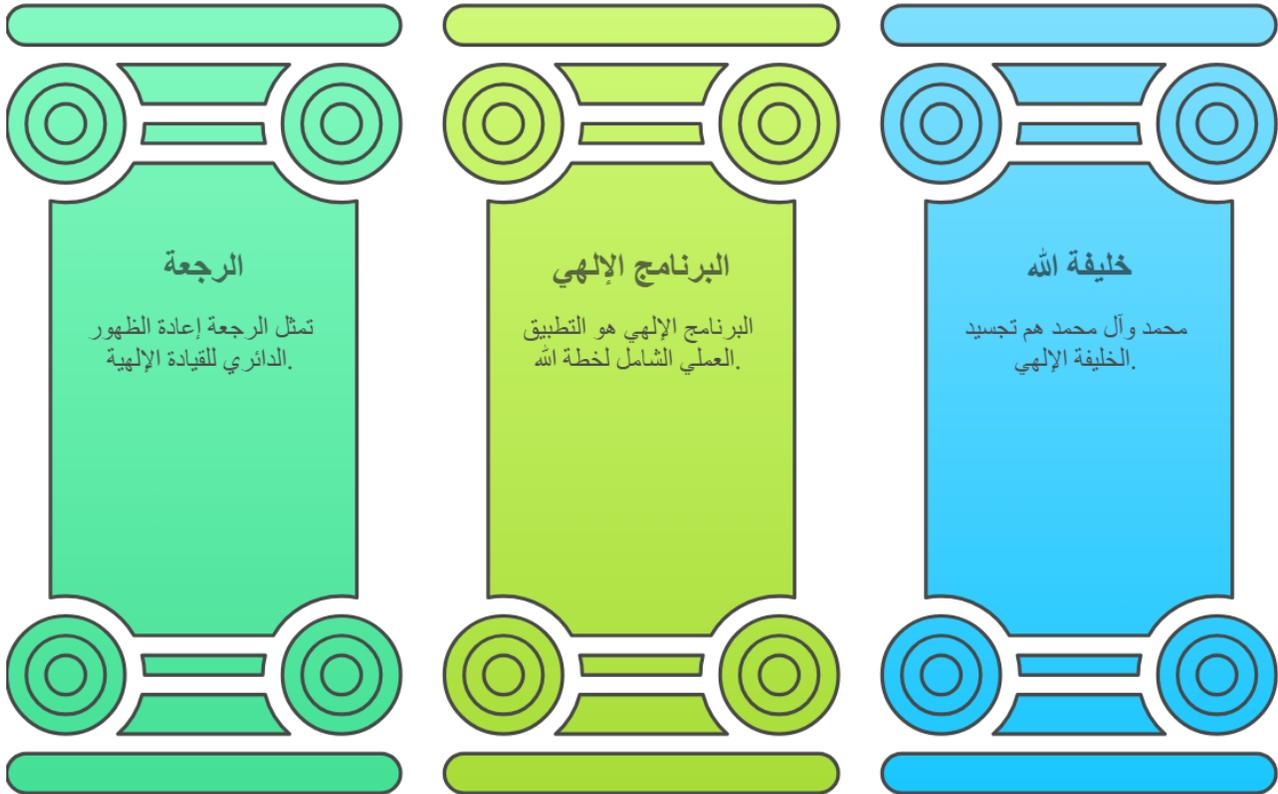 خليفة الله
محمد وآل محمد هم تجسيد
الخليفة الإلهي.
البرنامج الإلهي
البرنامج الإلهي هو التطبيق
العملي الشامل لخطة الله.
الرجعة
تمثل الرجعة إعادة الظهور
الدائري للقيادة الإلهية.